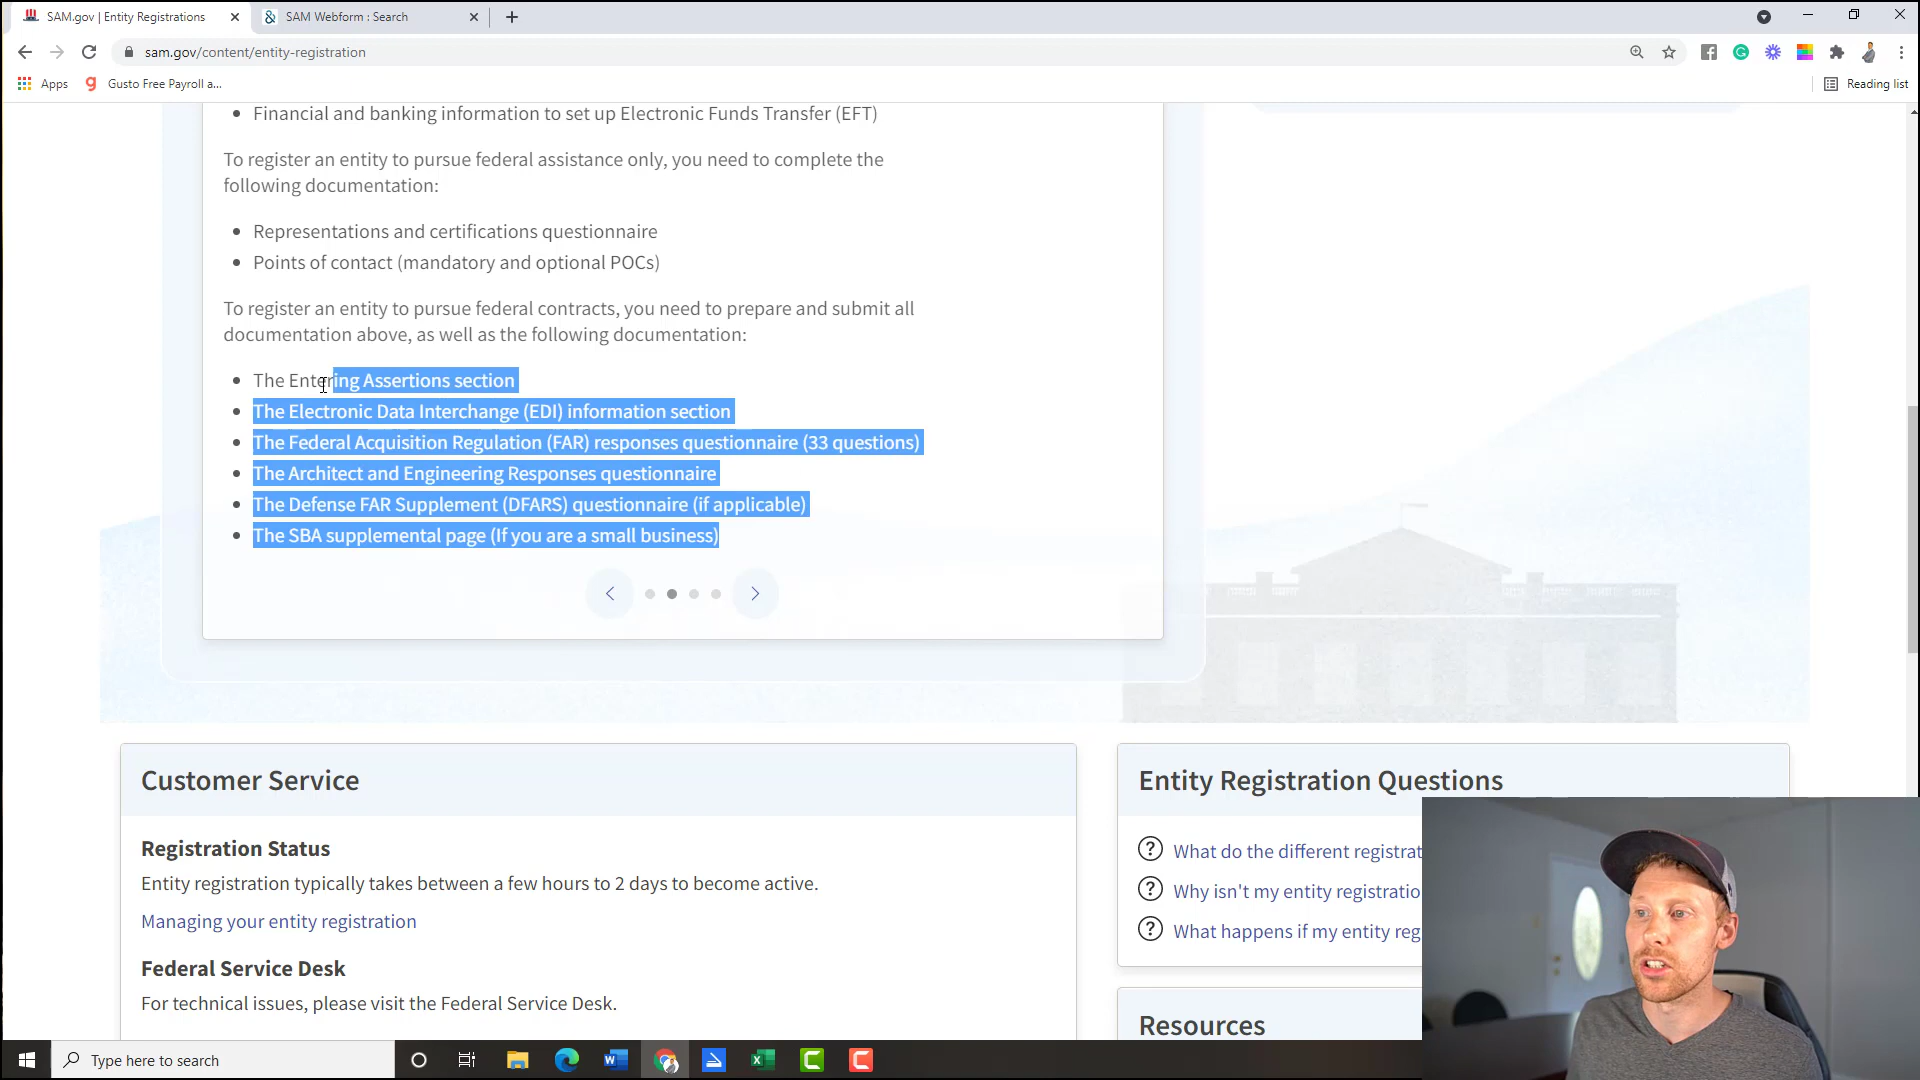 SAM.gov | Entity Registrations
SAM Webform : Search
sam.gov/content/entity-registration
Apps
Gusto Free Payroll a...
Reading list
Financial and banking information to set up Electronic Funds Transfer (EFT)
To register an entity to pursue federal assistance only, you need to complete the
following documentation:
Representations and certifications questionnaire
Points of contact (mandatory and optional POCs)
To register an entity to pursue federal contracts, you need to prepare and submit all
documentation above, as well as the following documentation:
The Entering Assertions section
The Electronic Data Interchange (EDI) information section
The Federal Acquisition Regulation (FAR) responses questionnaire (33 questions)
The Architect and Engineering Responses questionnaire
The Defense FAR Supplement (DFARS) questionnaire (if applicable)
The SBA supplemental page (If you are a small business)
Customer Service
Registration Status
Entity registration typically takes between a few hours to 2 days to become active.
Managing your entity registration
Federal Service Desk
For technical issues, please visit the Federal Service Desk.
Entity Registration Questions
What do the different registrat
Why isn't my entity registratio
What happens if my entity reg
Resources
Type here to search